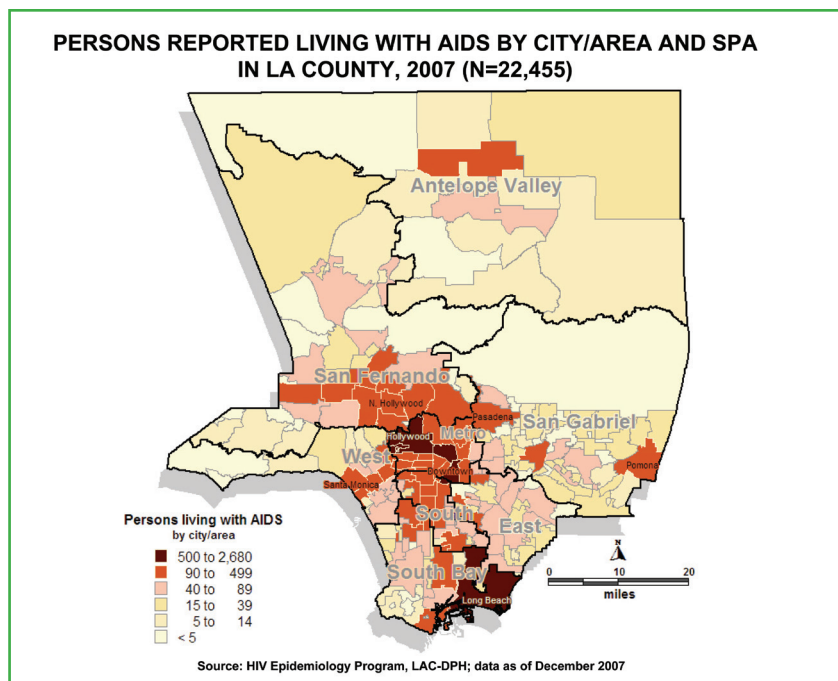 PERSONS REPORTED LIVING WITH AIDS BY CITY/AREA AND SPA
IN LA COUNTY, 2007 (N=22,455)
Antelope Valley
San Fernando
N. Hollywood
Pasadena
San Gabriel
Hollywood
Metro
West
Pomona
Downtown
Santa Monica
South
East
South Bay
Long Beach
Persons living with AIDS
by city/area
500 to 2,680
90 to 499
40 to 89
15 to 39
5 to 14
< 5
N
0 10 20
miles
Source: HIV Epidemiology Program, LAC-DPH; data as of December 2007